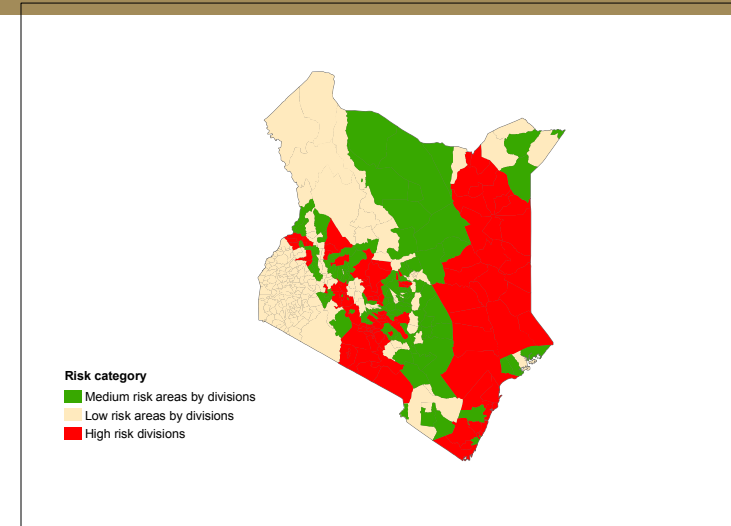 Risk category
Medium risk areas by divisions
Low risk areas by divisions
High risk divisions